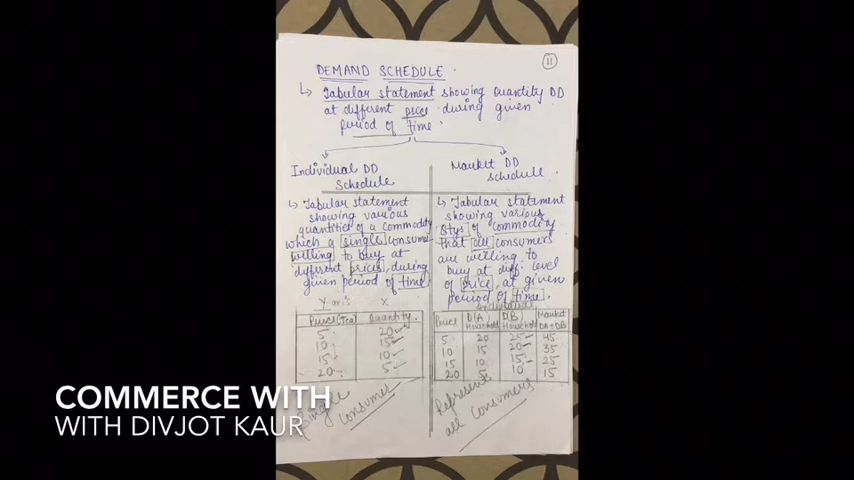 11
DEMAND SCHEDULE
↳ Tabular statement showing Quantity DD
at different price during given
period of time.
Individual DD
Schedule
↳ Tabular statement
showing various
quantities of a commodity
which a single consumer
willing to buy at
different prices, during
given period of time
Y axis X
Price (Tea) Quantity
5 20
10 15
15 10
20 5
Single
consumer
Market DD
Schedule
↳ Tabular statement
showing various
Qtys of commodity
that all consumers
are willing to
buy at diff. level
of price, at given
period of time.
Price D(A) Household D(B) Household Market DA+DB
5 20 25 45
10 15 20 35
15 10 15 25
20 5 10 15
Represents
all consumers
COMMERCE WITH
WITH DIVJOT KAUR